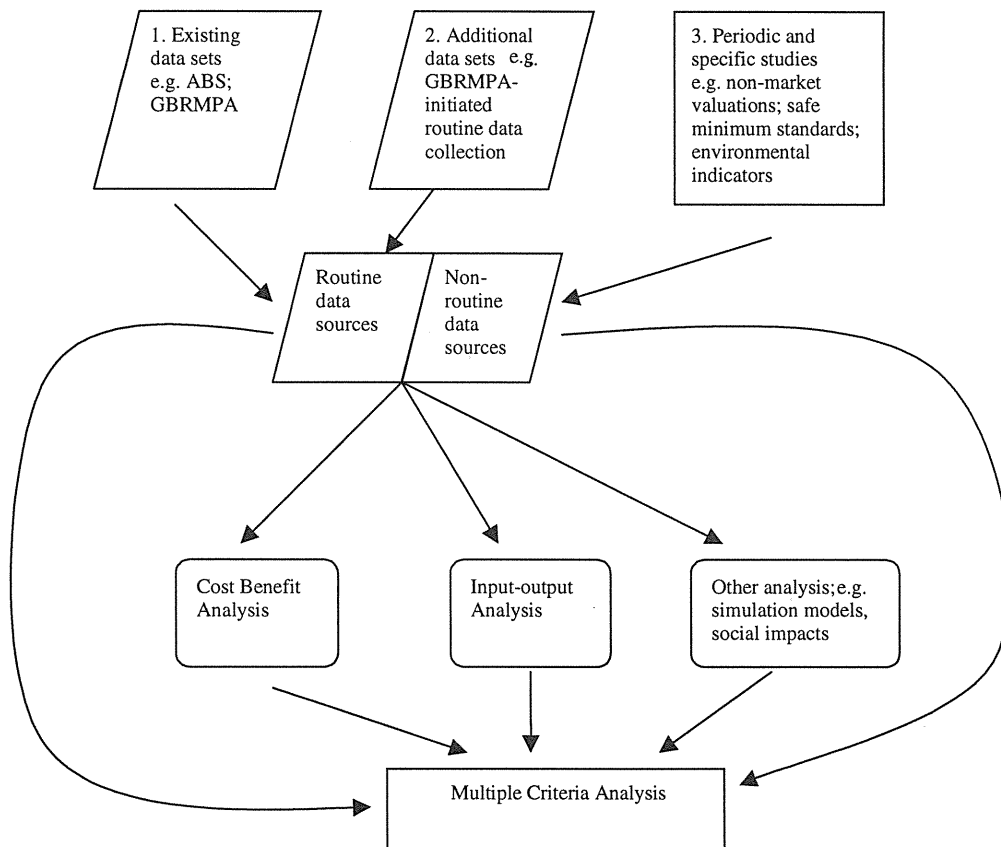 1. Existing
data sets
e.g. ABS;
GBRMPA
2. Additional
data sets e.g.
GBRMPA-
initiated
routine data
collection
3. Periodic and
specific studies
e.g. non-market
valuations; safe
minimum standards;
environmental
indicators
Routine
data
sources
Non-
routine
data
sources
Cost Benefit
Analysis
Input-output
Analysis
Other analysis;e.g.
simulation models,
social impacts
Multiple Criteria Analysis